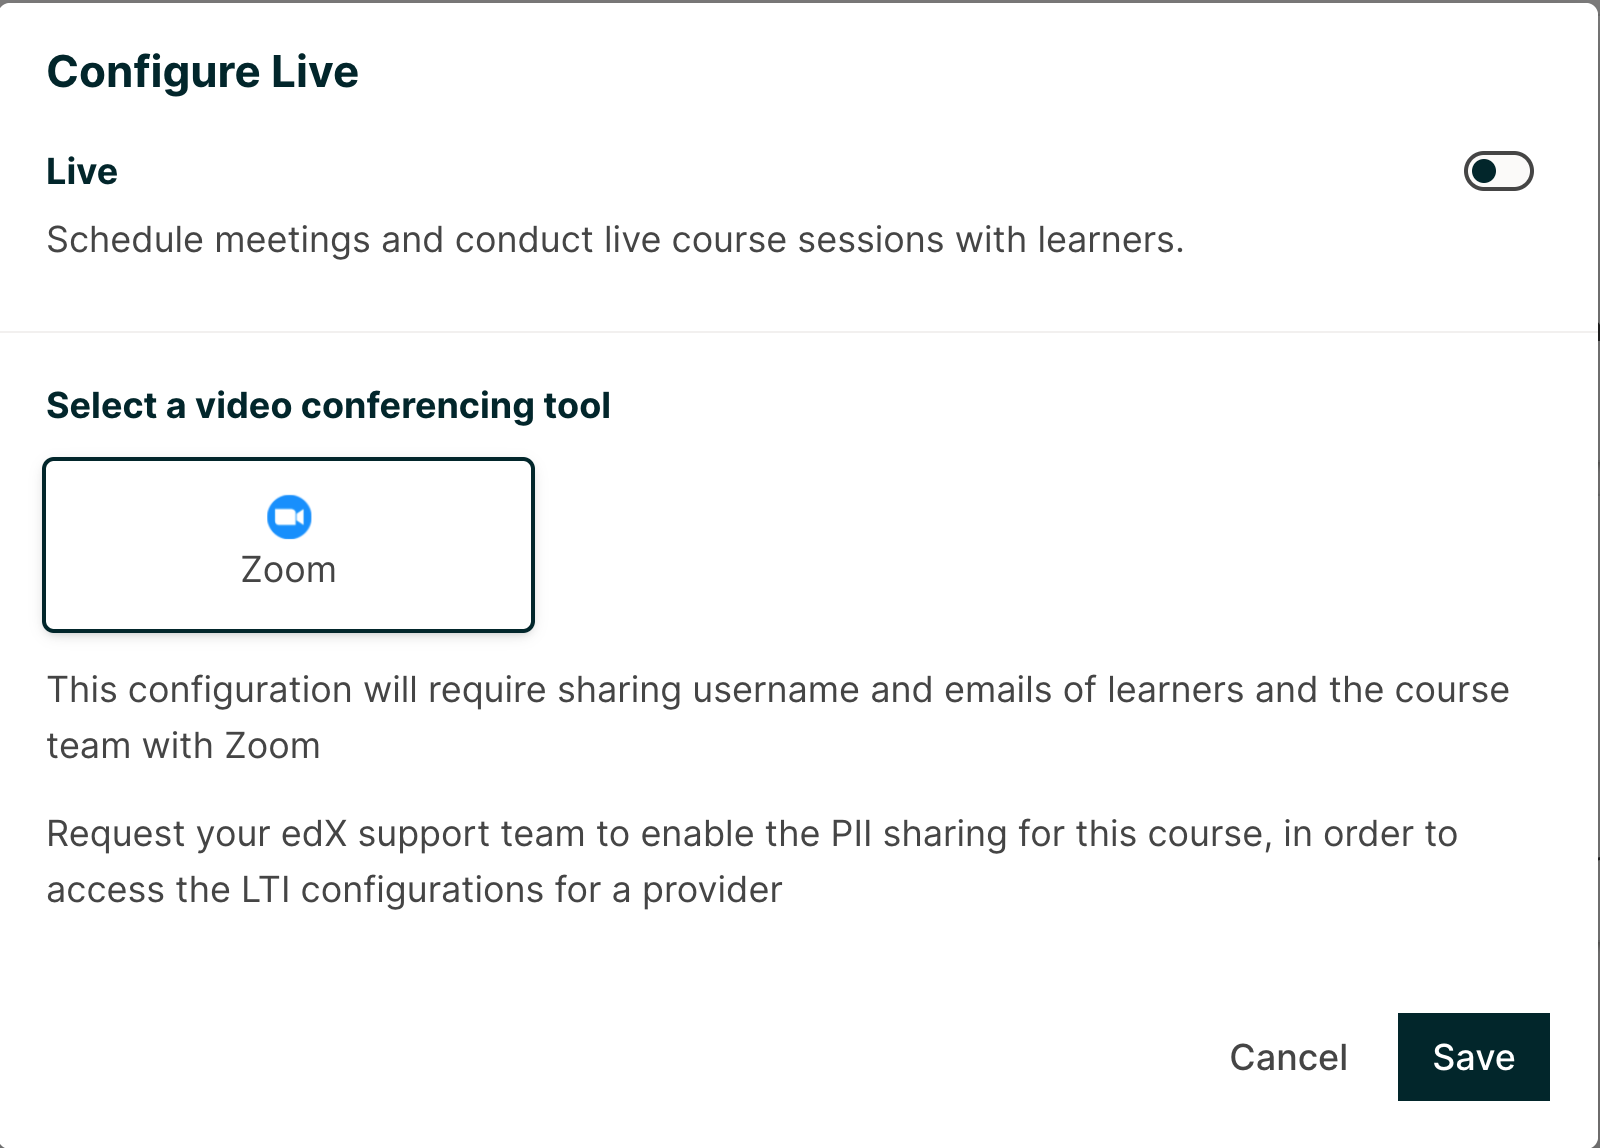 Configure Live
Live
Schedule meetings and conduct live course sessions with learners.
Select a video conferencing tool
Zoom
This configuration will require sharing username and emails of learners and the course
team with Zoom
Request your edX support team to enable the PII sharing for this course, in order to
access the LTI configurations for a provider
Cancel
Save